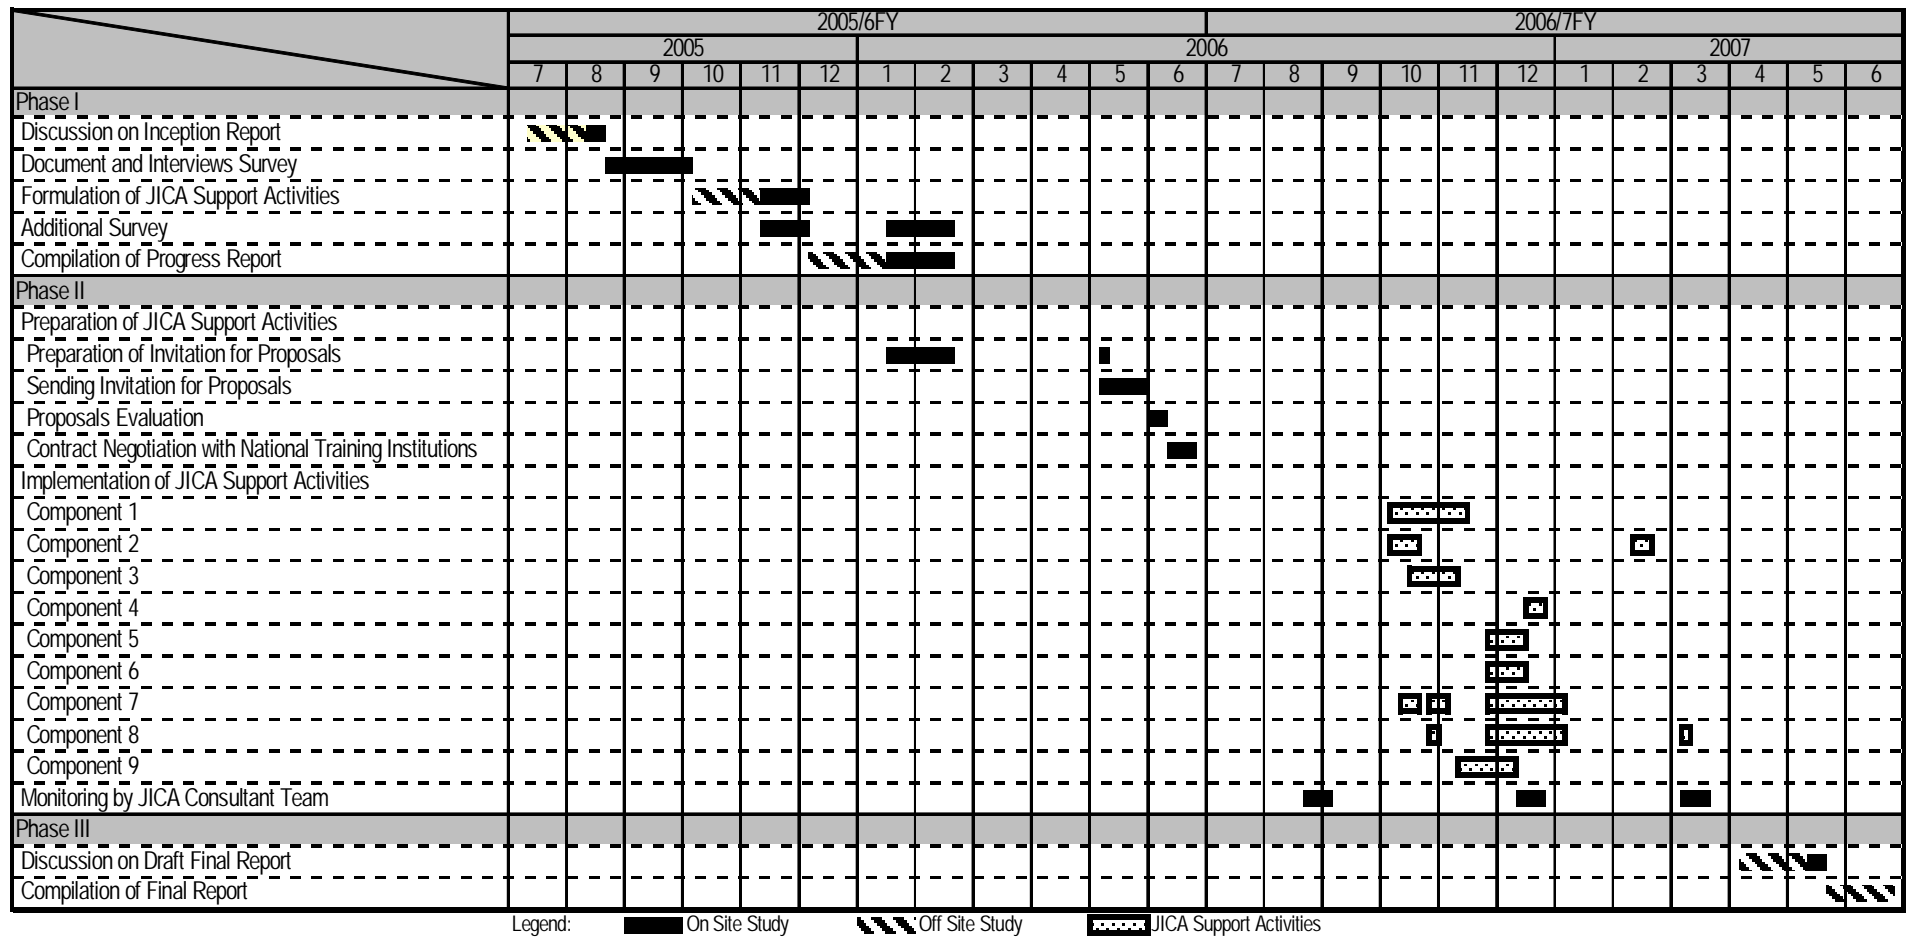 2005/6FY 2006/7FY
2005 2006 2007
7 8 9 10 11 12 1 2 3 4 5 6 7 8 9 10 11 12 1 2 3 4 5 6
Phase I
Discussion on Inception Report
Document and Interviews Survey
Formulation of JICA Support Activities
Additional Survey
Compilation of Progress Report
Phase II
Preparation of JICA Support Activities
Preparation of Invitation for Proposals
Sending Invitation for Proposals
Proposals Evaluation
Contract Negotiation with National Training Institutions
Implementation of JICA Support Activities
Component 1
Component 2
Component 3
Component 4
Component 5
Component 6
Component 7
Component 8
Component 9
Monitoring by JICA Consultant Team
Phase III
Discussion on Draft Final Report
Compilation of Final Report
Legend: On Site Study Off Site Study JICA Support Activities